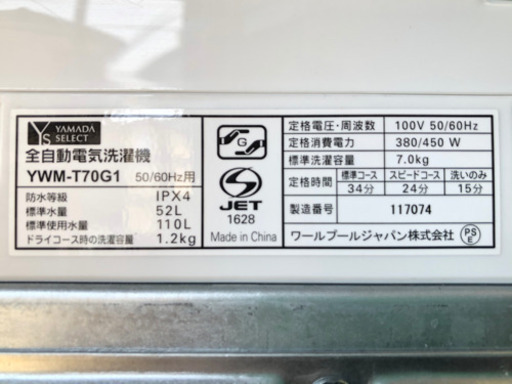 YS YAMADA SELECT
全自動電気洗濯機
YWM-T70G1 50/60Hz用
防水等級 IPX4
標準水量 52L
標準使用水量 110L
ドライコース時の洗濯容量 1.2kg
G
S
JET
1628
Made in China
定格電圧・周波数 100V 50/60Hz
定格消費電力 380/450 W
標準洗濯容量 7.0kg
定格時間 標準コース 34分 スピードコース 24分 洗いのみ 15分
製造番号 117074
ワールプールジャパン株式会社 PSE